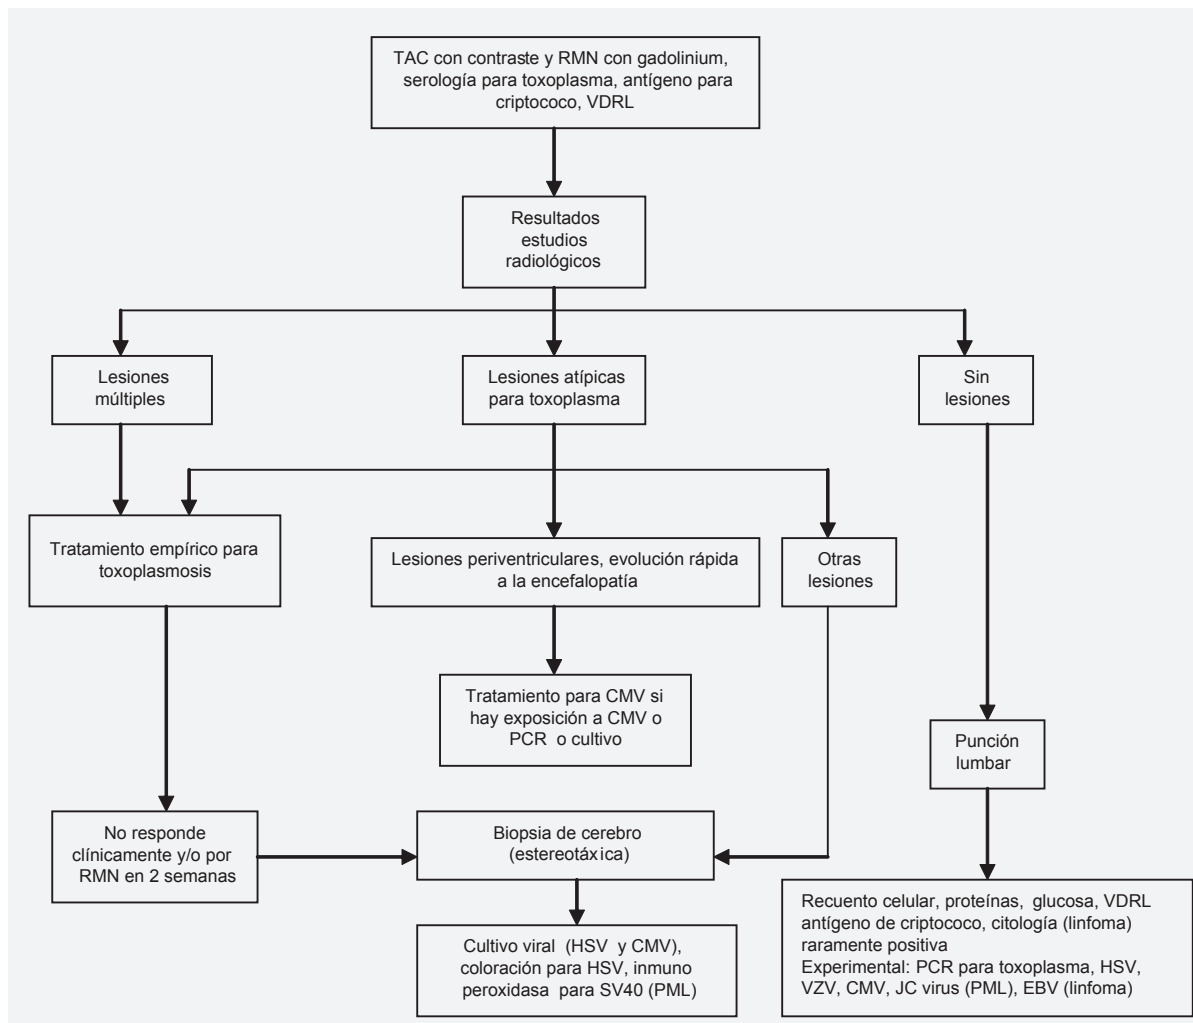 TAC con contraste y RMN con gadolinium,
serología para toxoplasma, antígeno para
criptococo, VDRL
Resultados
estudios
radiológicos
Lesiones
múltiples
Lesiones atípicas
para toxoplasma
Sin
lesiones
Tratamiento empírico para
toxoplasmosis
Lesiones periventriculares, evolución rápida
a la encefalopatía
Otras
lesiones
Tratamiento para CMV si
hay exposición a CMV o
PCR o cultivo
Punción
lumbar
No responde
clínicamente y/o por
RMN en 2 semanas
Biopsia de cerebro
(estereotáxica)
Cultivo viral (HSV y CMV),
coloración para HSV, inmuno
peroxidasa para SV40 (PML)
Recuento celular, proteínas, glucosa, VDRL
antígeno de criptococo, citología (linfoma)
raramente positiva
Experimental: PCR para toxoplasma, HSV,
VZV, CMV, JC virus (PML), EBV (linfoma)